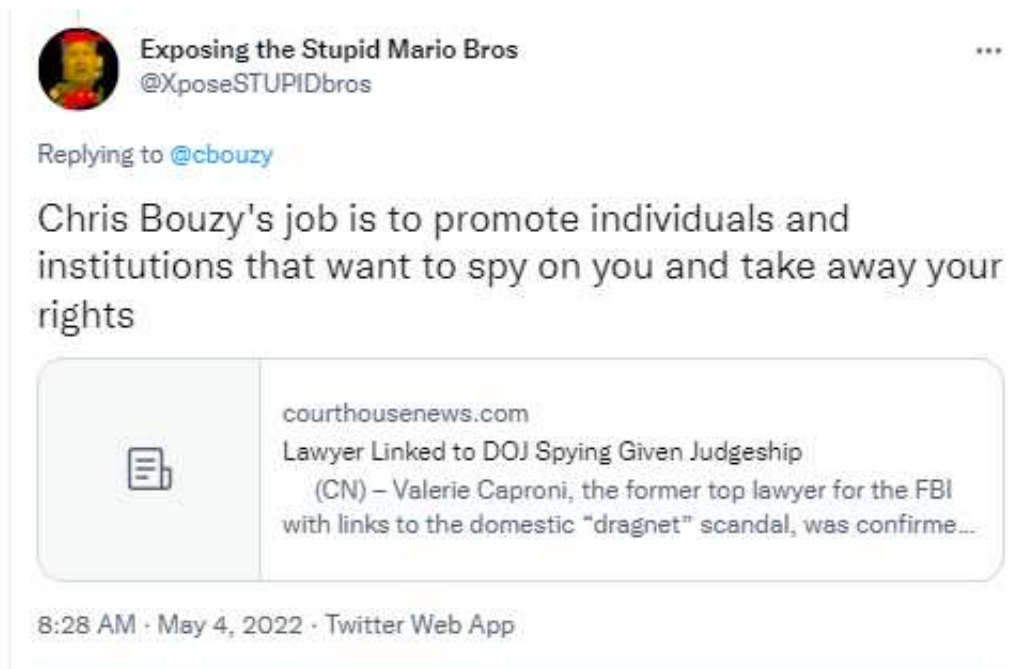 Exposing the Stupid Mario Bros
@XposeSTUPIDbros
Replying to @cbouzy
Chris Bouzy's job is to promote individuals and
institutions that want to spy on you and take away your
rights
courthousenews.com
Lawyer Linked to DOJ Spying Given Judgeship
(CN) – Valerie Caproni, the former top lawyer for the FBI
with links to the domestic “dragnet” scandal, was confirme...
8:28 AM · May 4, 2022 · Twitter Web App